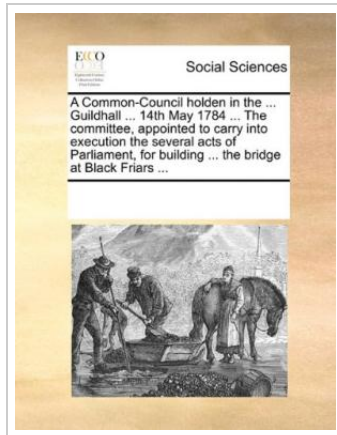 ECCO
Social Sciences
A Common-Council holden in the ...
Guildhall ... 14th May 1784 ... The
committee, appointed to carry into
execution the several acts of
Parliament, for building ... the bridge
at Black Friars ...